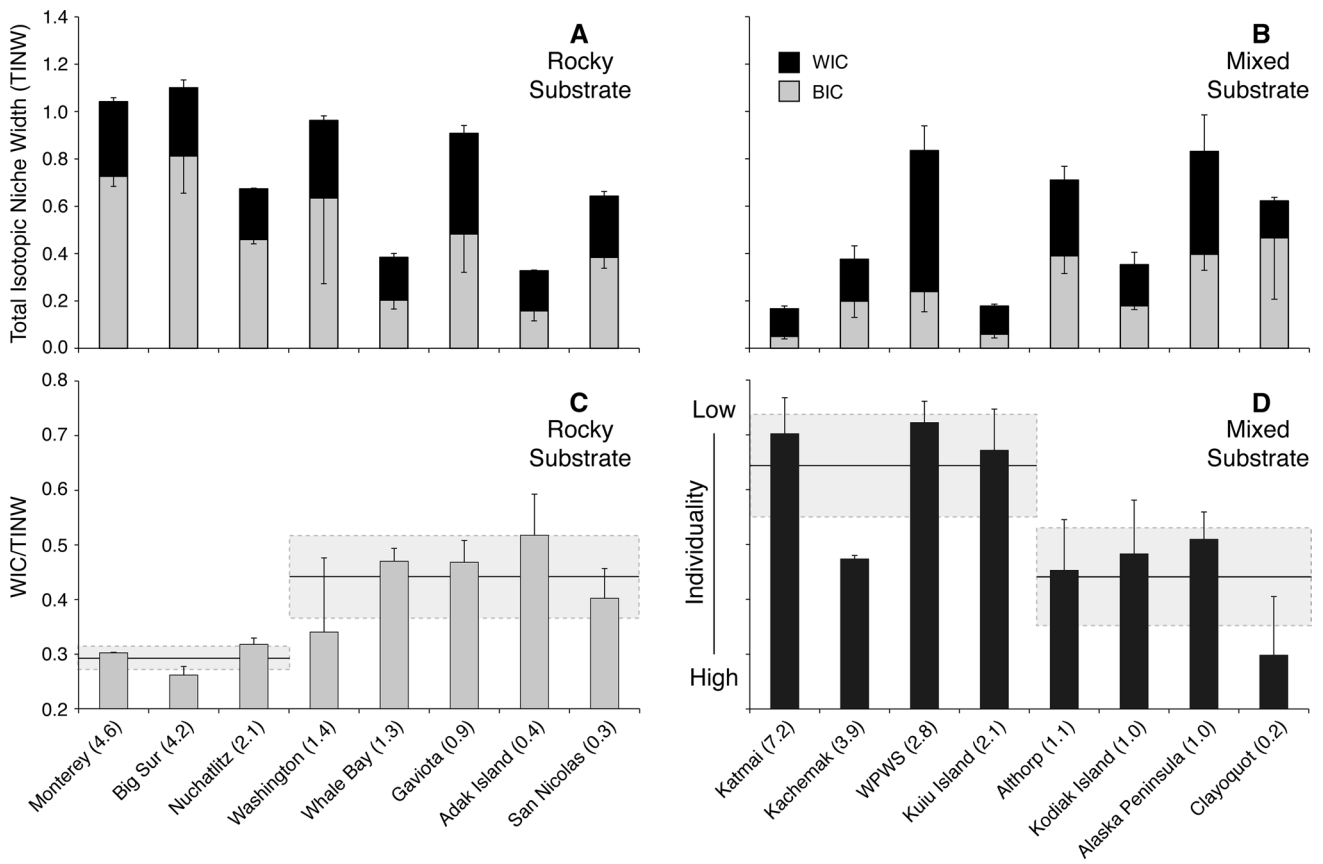 Total Isotopic Niche Width (TINW)
1.4
1.2
1.0
0.8
0.6
0.4
0.2
0.0
A
Rocky
Substrate
WIC
BIC
B
Mixed
Substrate
WIC/TINW
0.8
0.7
0.6
0.5
0.4
0.3
0.2
C
Rocky
Substrate
Monterey (4.6)
Big Sur (4.2)
Nuchatlitz (2.1)
Washington (1.4)
Whale Bay (1.3)
Gaviota (0.9)
Adak Island (0.4)
San Nicolas (0.3)
Low
Individuality
High
D
Mixed
Substrate
Katmai (7.2)
Kachemak (3.9)
WPWS (2.8)
Kuiu Island (2.1)
Althorp (1.1)
Kodiak Island (1.0)
Alaska Peninsula (1.0)
Clayoquot (0.2)